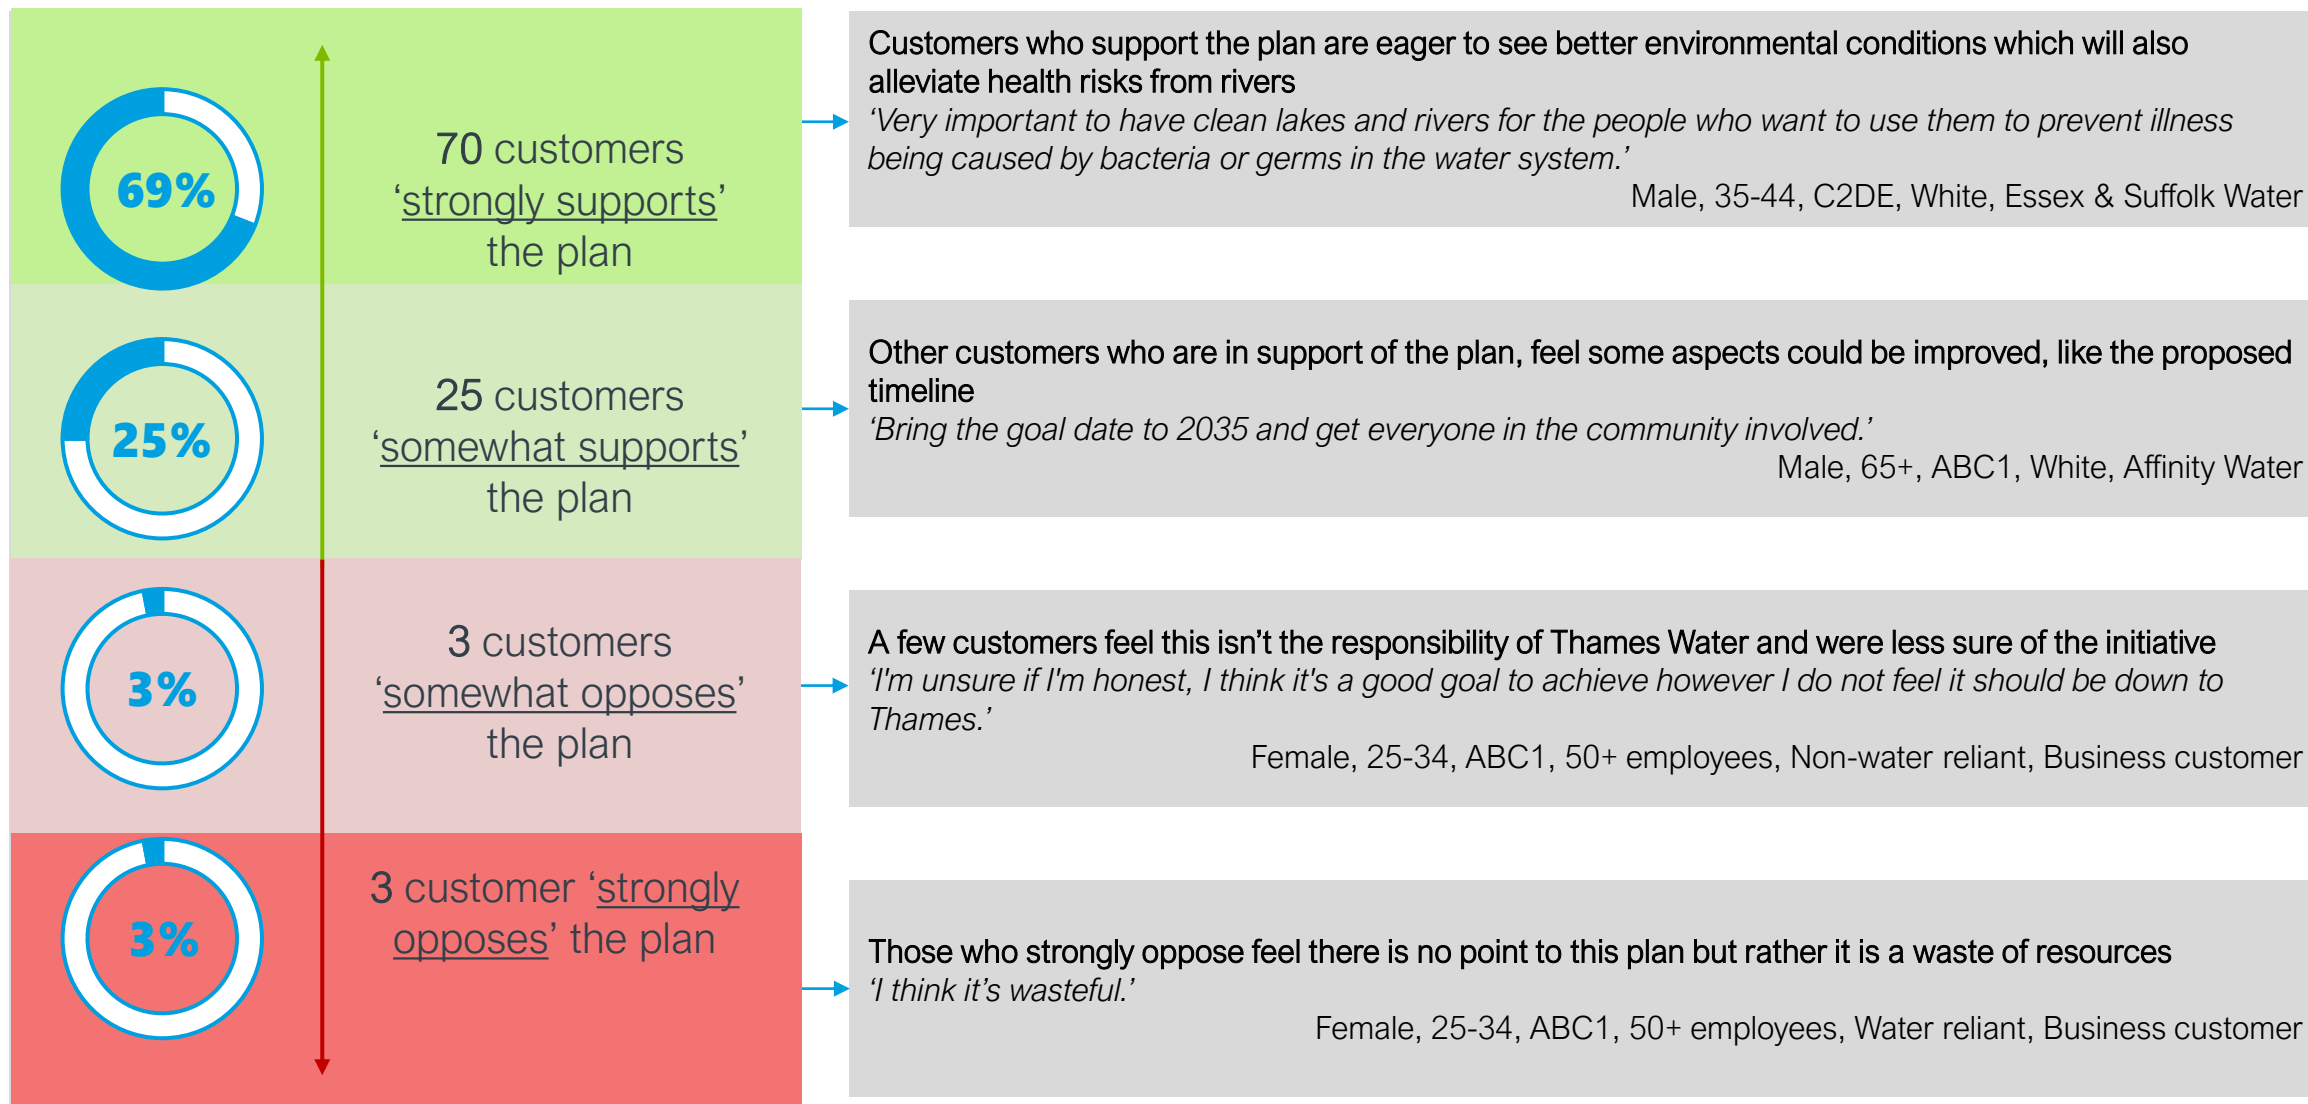 69%
70 customers
‘strongly supports’
the plan
Customers who support the plan are eager to see better environmental conditions which will also
alleviate health risks from rivers
‘Very important to have clean lakes and rivers for the people who want to use them to prevent illness
being caused by bacteria or germs in the water system.’
Male, 35-44, C2DE, White, Essex & Suffolk Water
25%
25 customers
‘somewhat supports’
the plan
Other customers who are in support of the plan, feel some aspects could be improved, like the proposed
timeline
‘Bring the goal date to 2035 and get everyone in the community involved.’
Male, 65+, ABC1, White, Affinity Water
3%
3 customers
‘somewhat opposes’
the plan
A few customers feel this isn’t the responsibility of Thames Water and were less sure of the initiative
‘I'm unsure if I'm honest, I think it's a good goal to achieve however I do not feel it should be down to
Thames.’
Female, 25-34, ABC1, 50+ employees, Non-water reliant, Business customer
3%
3 customer ‘strongly
opposes’ the plan
Those who strongly oppose feel there is no point to this plan but rather it is a waste of resources
‘I think it’s wasteful.’
Female, 25-34, ABC1, 50+ employees, Water reliant, Business customer